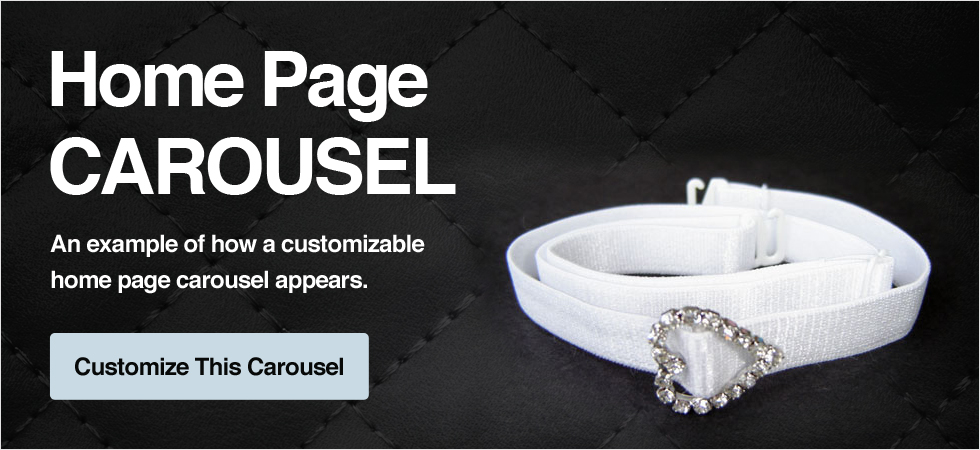 Home Page
CAROUSEL
An example of how a customizable
home page carousel appears.
Customize This Carousel